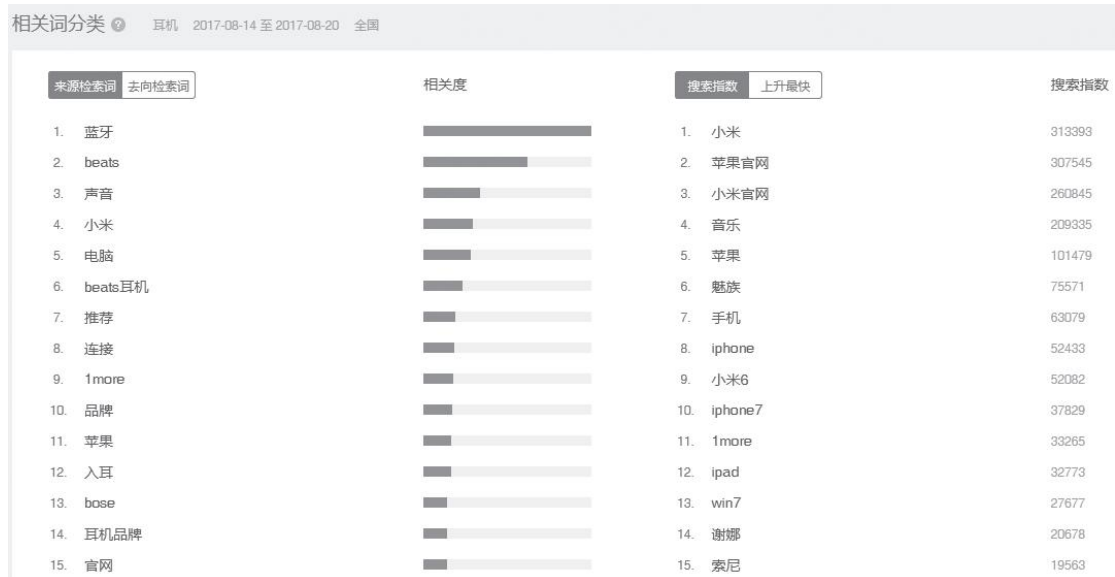 相关词分类 ? 耳机 2017-08-14 至 2017-08-20 全国
来源检索词 去向检索词 相关度 搜索指数 上升最快 搜索指数
1. 蓝牙 1. 小米 313393
2. beats 2. 苹果官网 307545
3. 声音 3. 小米官网 260845
4. 小米 4. 音乐 209335
5. 电脑 5. 苹果 101479
6. beats耳机 6. 魅族 75571
7. 推荐 7. 手机 63079
8. 连接 8. iphone 52433
9. 1more 9. 小米6 52082
10. 品牌 10. iphone7 37829
11. 苹果 11. 1more 33265
12. 入耳 12. ipad 32773
13. bose 13. win7 27677
14. 耳机品牌 14. 谢娜 20678
15. 官网 15. 索尼 19563